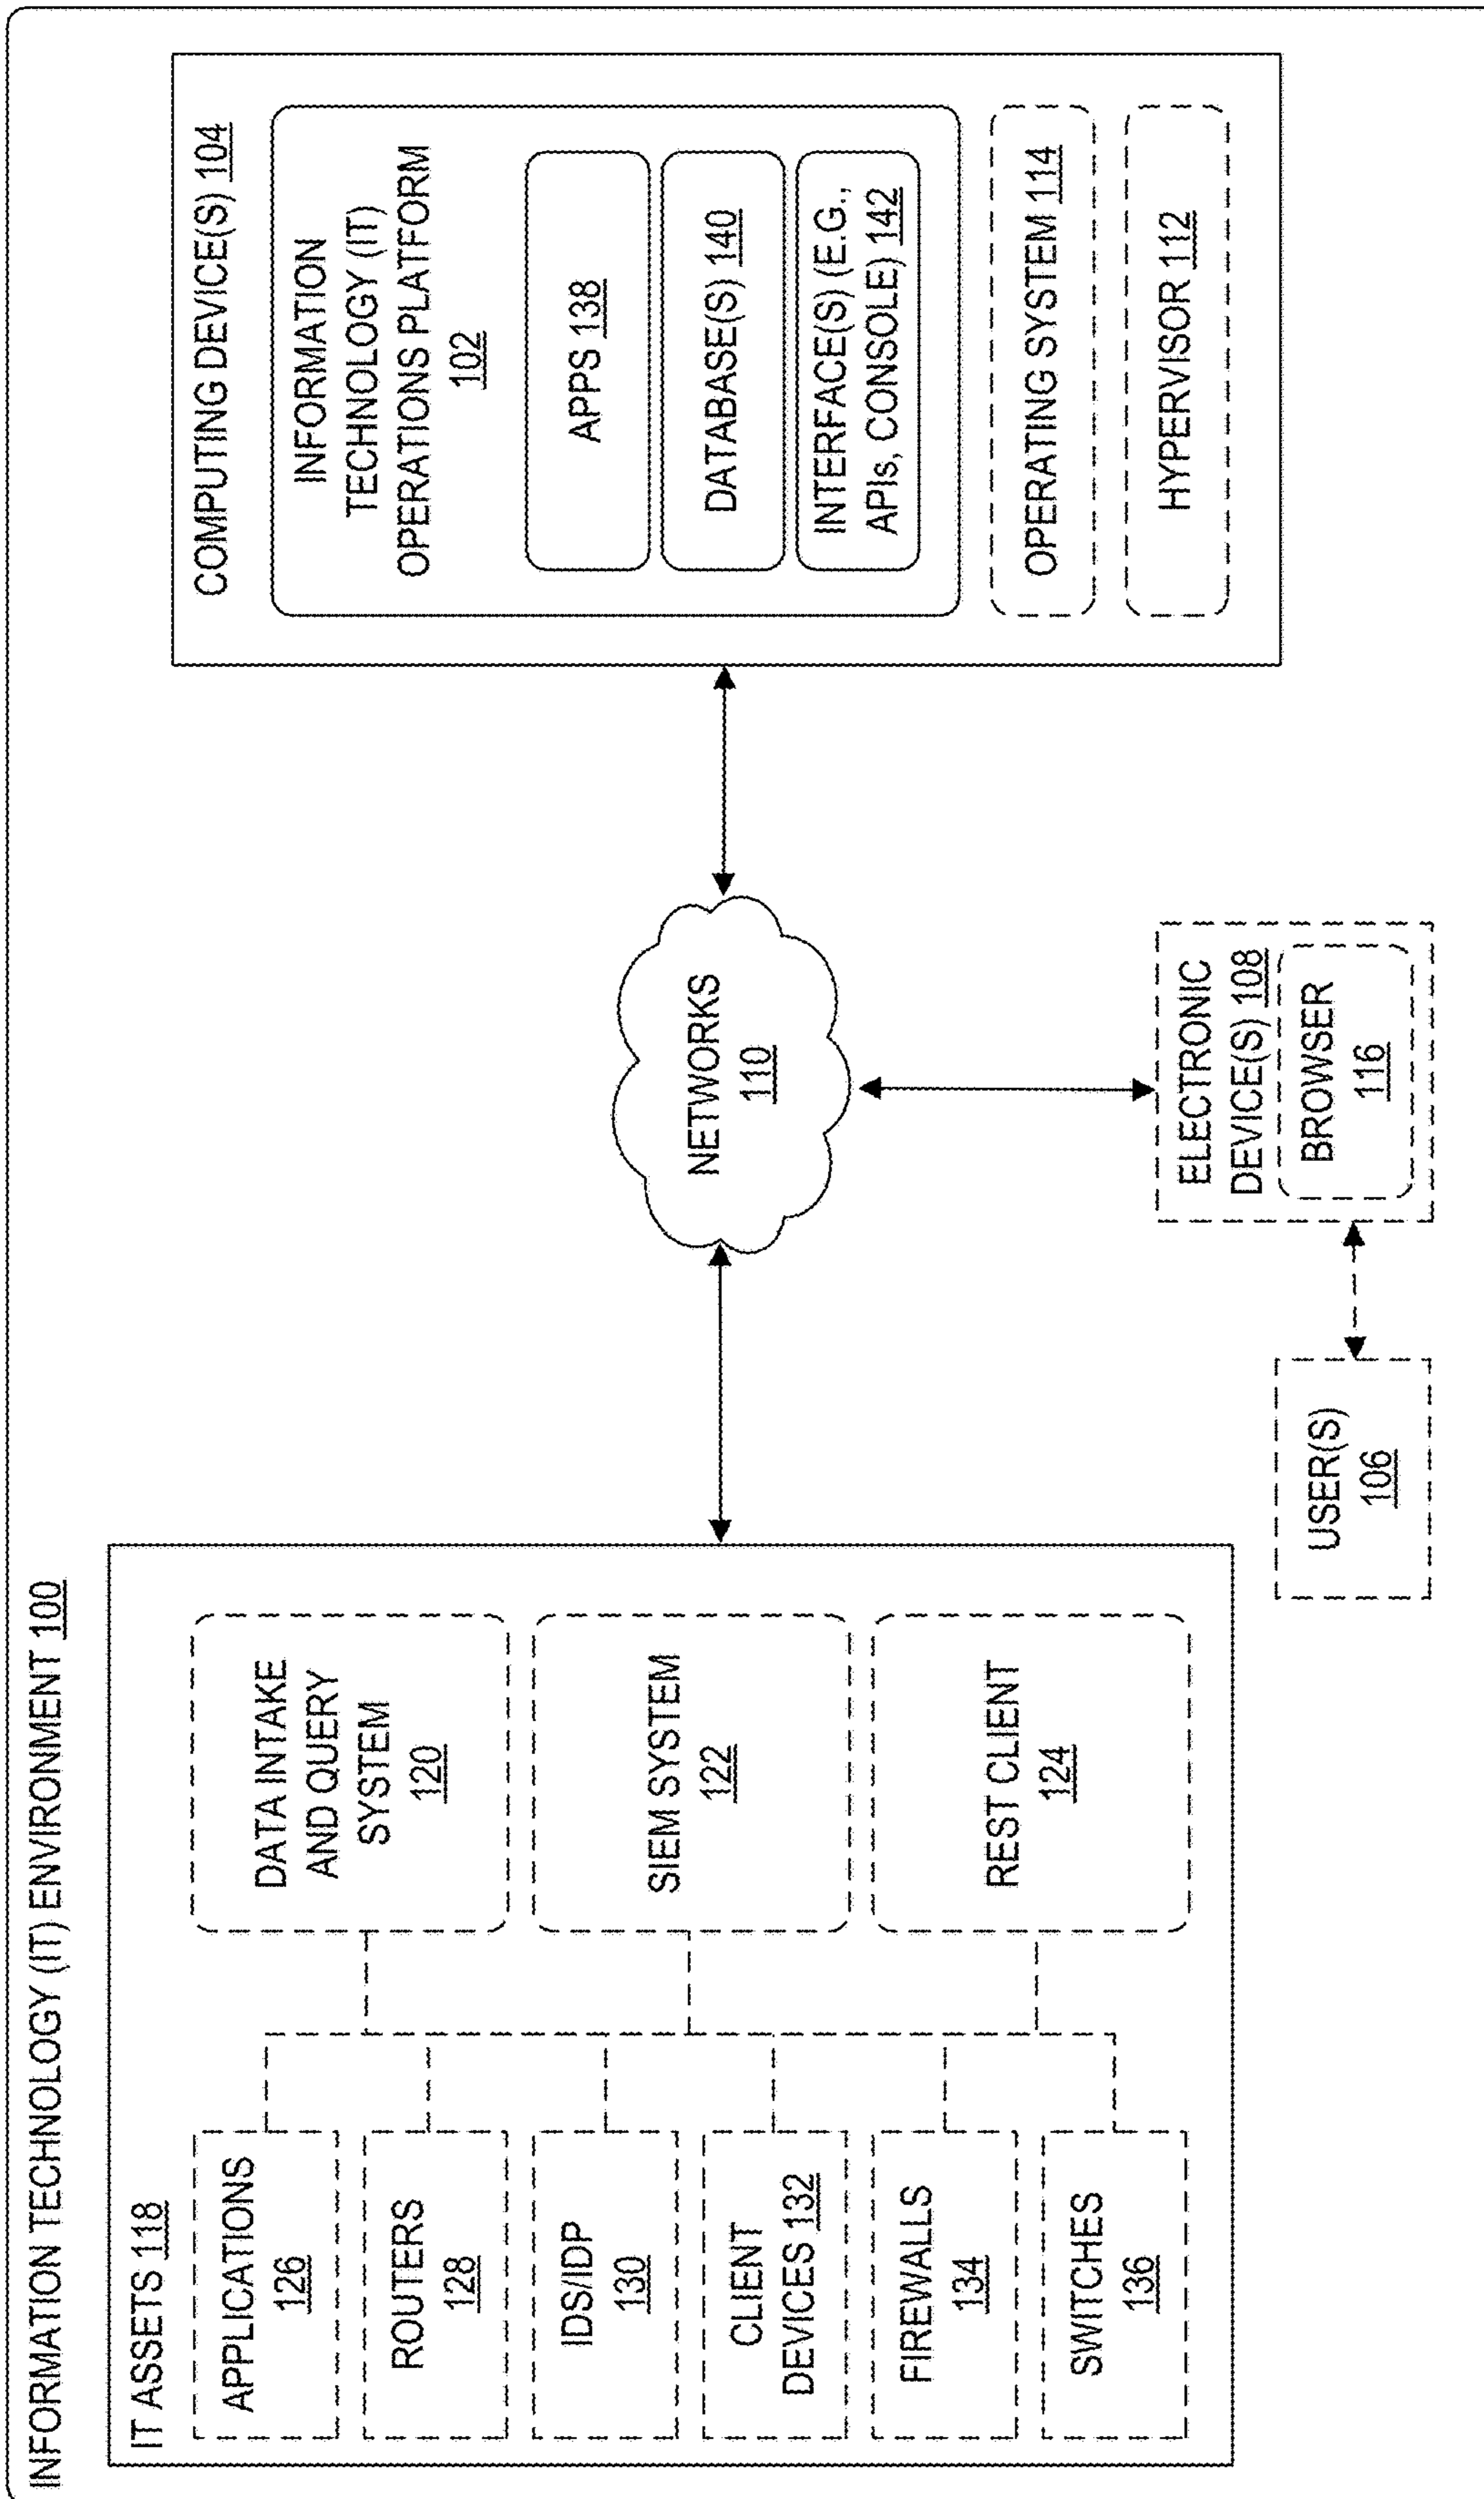 INFORMATION TECHNOLOGY (IT) ENVIRONMENT 100
IT ASSETS 118
APPLICATIONS
126
ROUTERS
128
IDS/IDP
130
CLIENT
DEVICES 132
FIREWALLS
134
SWITCHES
136
DATA INTAKE
AND QUERY
SYSTEM
120
SIEM SYSTEM
122
REST CLIENT
124
NETWORKS
110
USER(S)
106
ELECTRONIC
DEVICE(S) 108
BROWSER
116
COMPUTING DEVICE(S) 104
INFORMATION
TECHNOLOGY (IT)
OPERATIONS PLATFORM
102
APPS 138
DATABASE(S) 140
INTERFACE(S) (E.G.,
APIs, CONSOLE) 142
OPERATING SYSTEM 114
HYPERVISOR 112